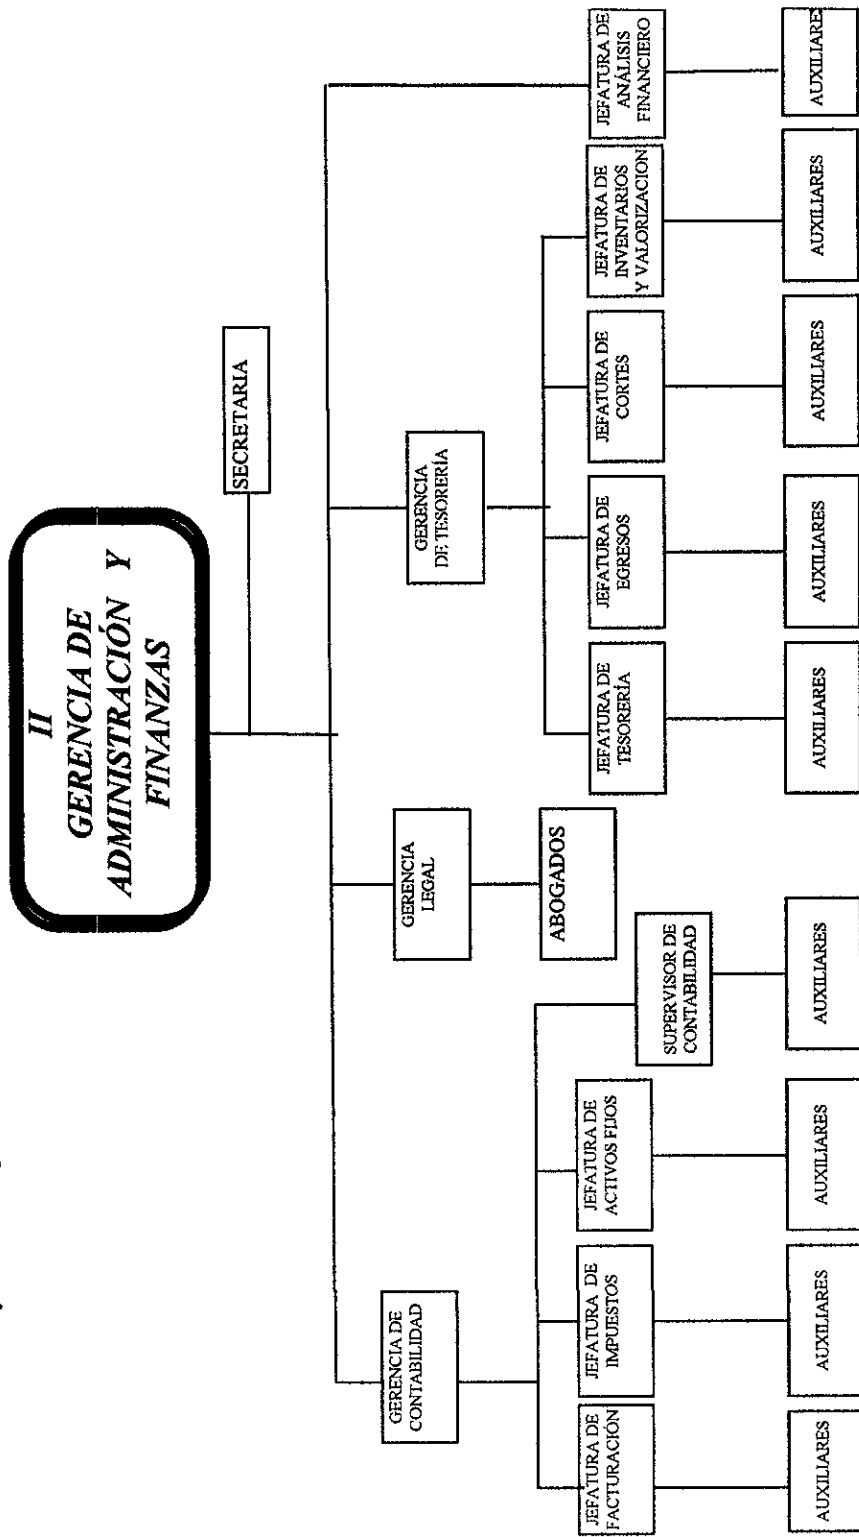 II
GERENCIA DE
ADMINISTRACIÓN Y
FINANZAS
SECRETARIA
GERENCIA DE
CONTABILIDAD
GERENCIA
LEGAL
GERENCIA
DE TESORERÍA
ABOGADOS
JEFATURA DE
FACTURACIÓN
JEFATURA DE
IMPUESTOS
JEFATURA DE
ACTIVOS FIJOS
SUPERVISOR DE
CONTABILIDAD
JEFATURA DE
TESORERÍA
JEFATURA DE
EGRESOS
JEFATURA DE
CORTES
JEFATURA DE
INVENTARIOS
Y VALORIZACION
JEFATURA DE
ANÁLISIS
FINANCIERO
AUXILIARES
AUXILIARES
AUXILIARES
AUXILIARES
AUXILIARES
AUXILIARES
AUXILIARES
AUXILIARES
AUXILIARES